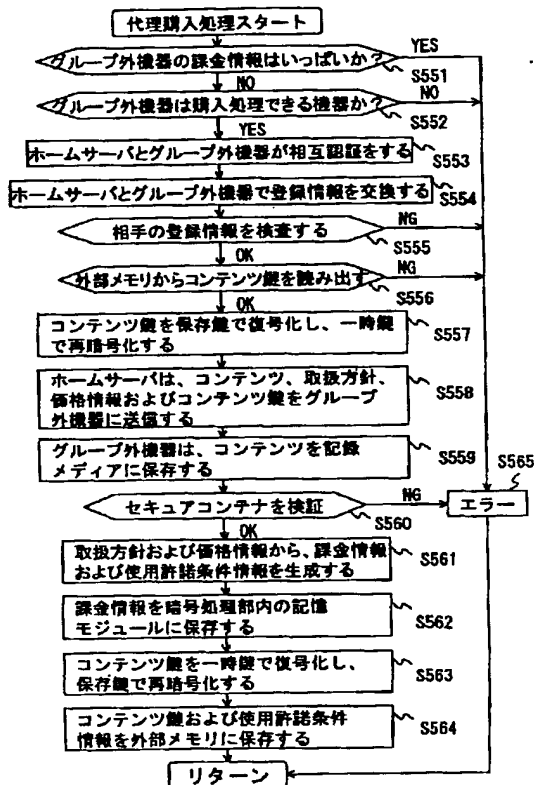 代理購入処理スタート
グループ外機器の課金情報はいっぱいか?
YES
S551
NO
グループ外機器は購入処理できる機器か?
NO
S552
YES
ホームサーバとグループ外機器が相互認証をする
S553
ホームサーバとグループ外機器で登録情報を交換する
S554
相手の登録情報を検査する
NG
S555
OK
外部メモリからコンテンツ鍵を読み出す
NG
S556
OK
コンテンツ鍵を保存鍵で復号化し、一時鍵
で再暗号化する
S557
ホームサーバは、コンテンツ、取扱方針、
価格情報およびコンテンツ鍵をグループ
外機器に送信する
S558
グループ外機器は、コンテンツを記録
メディアに保存する
S559
S565
セキュアコンテナを検証
NG
エラー
S560
OK
取扱方針および価格情報から、課金情報
および使用許諾条件情報を生成する
S561
課金情報を暗号処理部内の記憶
モジュールに保存する
S562
コンテンツ鍵を一時鍵で復号化し、
保存鍵で再暗号化する
S563
コンテンツ鍵および使用許諾条件
情報を外部メモリに保存する
S564
リターン